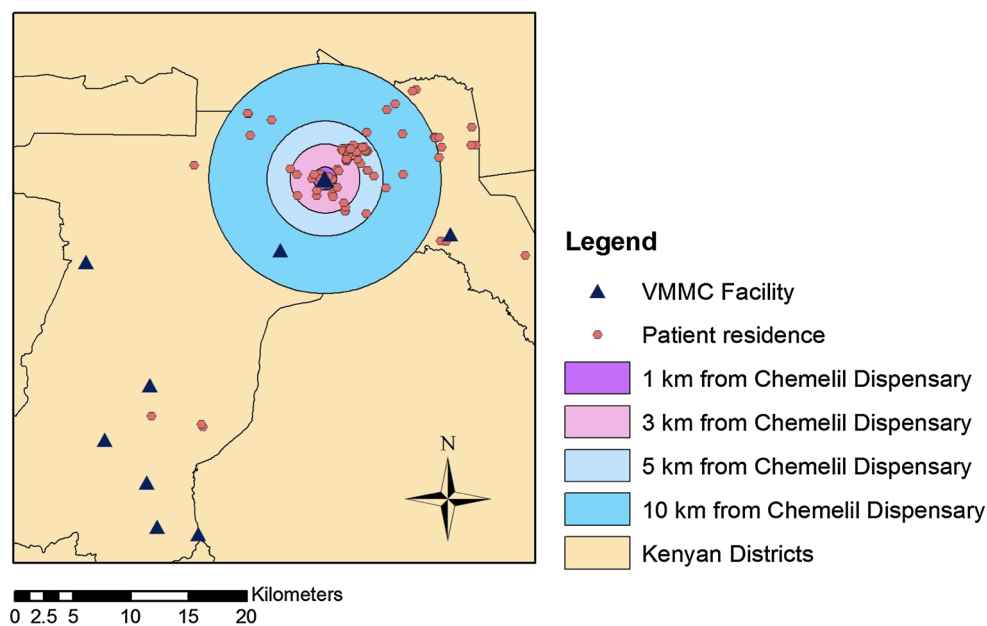 Legend
VMMC Facility
Patient residence
1 km from Chemelil Dispensary
3 km from Chemelil Dispensary
5 km from Chemelil Dispensary
10 km from Chemelil Dispensary
Kenyan Districts
N
Kilometers
0 2.5 5 10 15 20